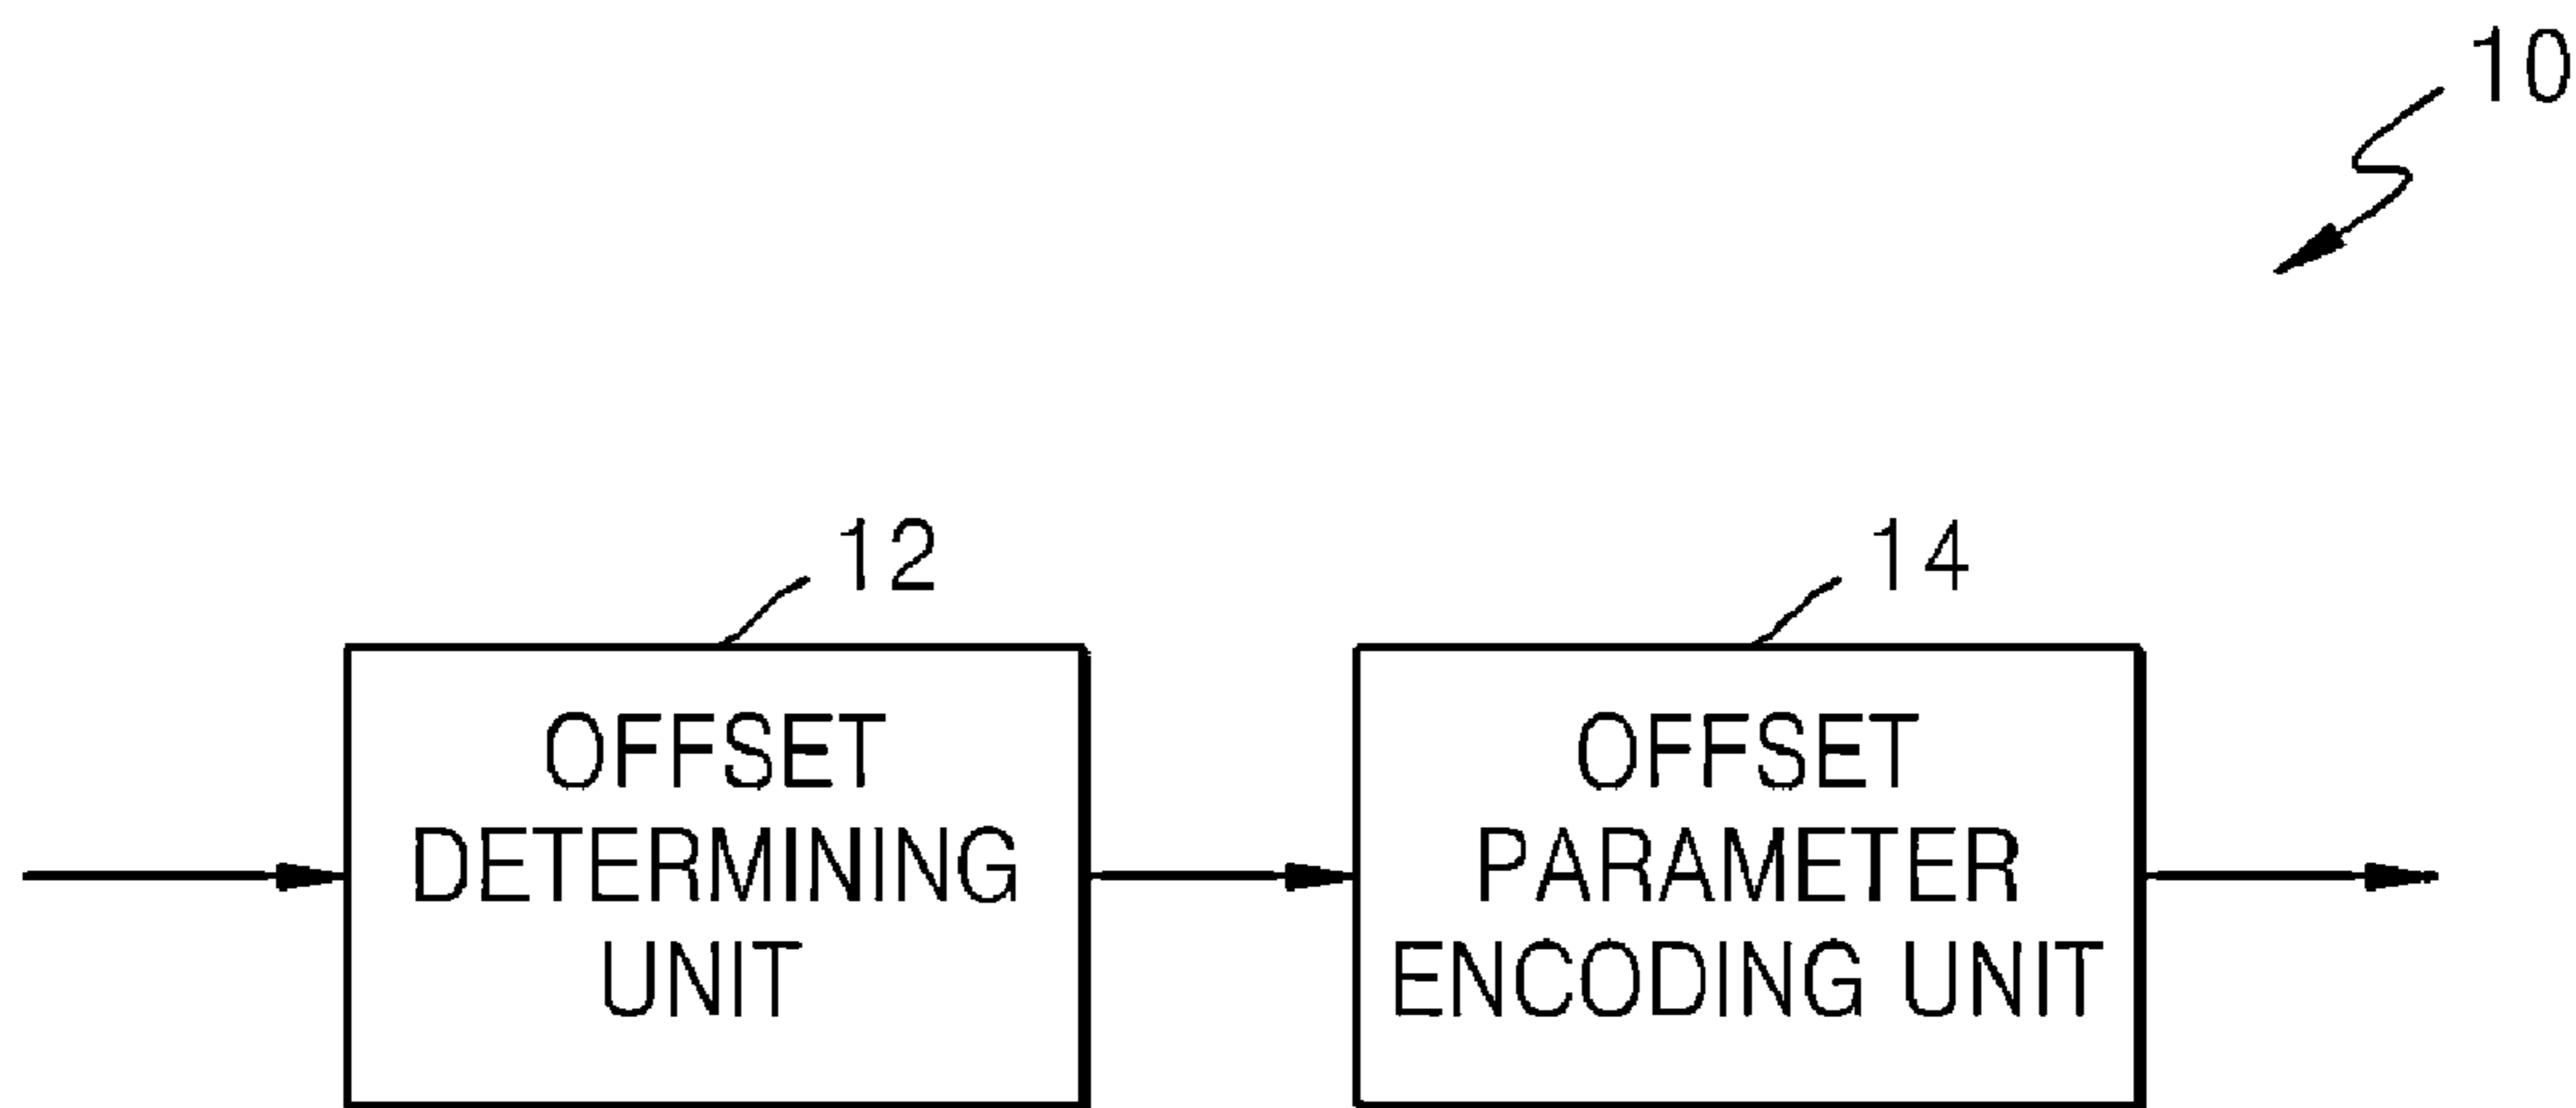 10
12
14
OFFSET
DETERMINING
UNIT
OFFSET
PARAMETER
ENCODING UNIT